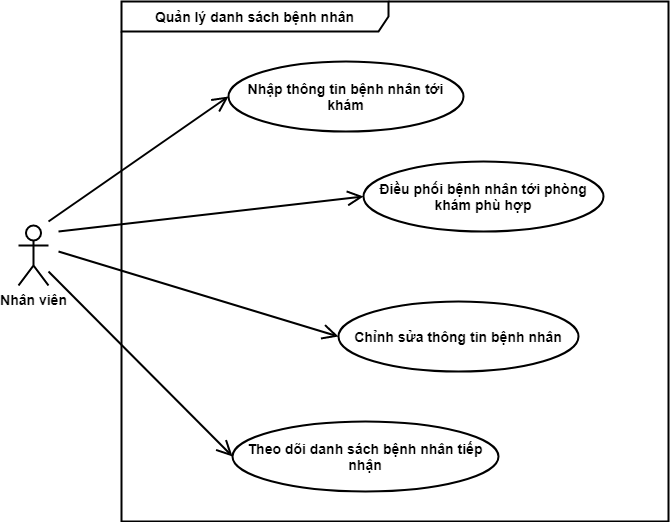 Quản lý danh sách bệnh nhân
Nhập thông tin bệnh nhân tới
khám
Điều phối bệnh nhân tới phòng
khám phù hợp
Nhân viên
Chỉnh sửa thông tin bệnh nhân
Theo dõi danh sách bệnh nhân tiếp
nhận